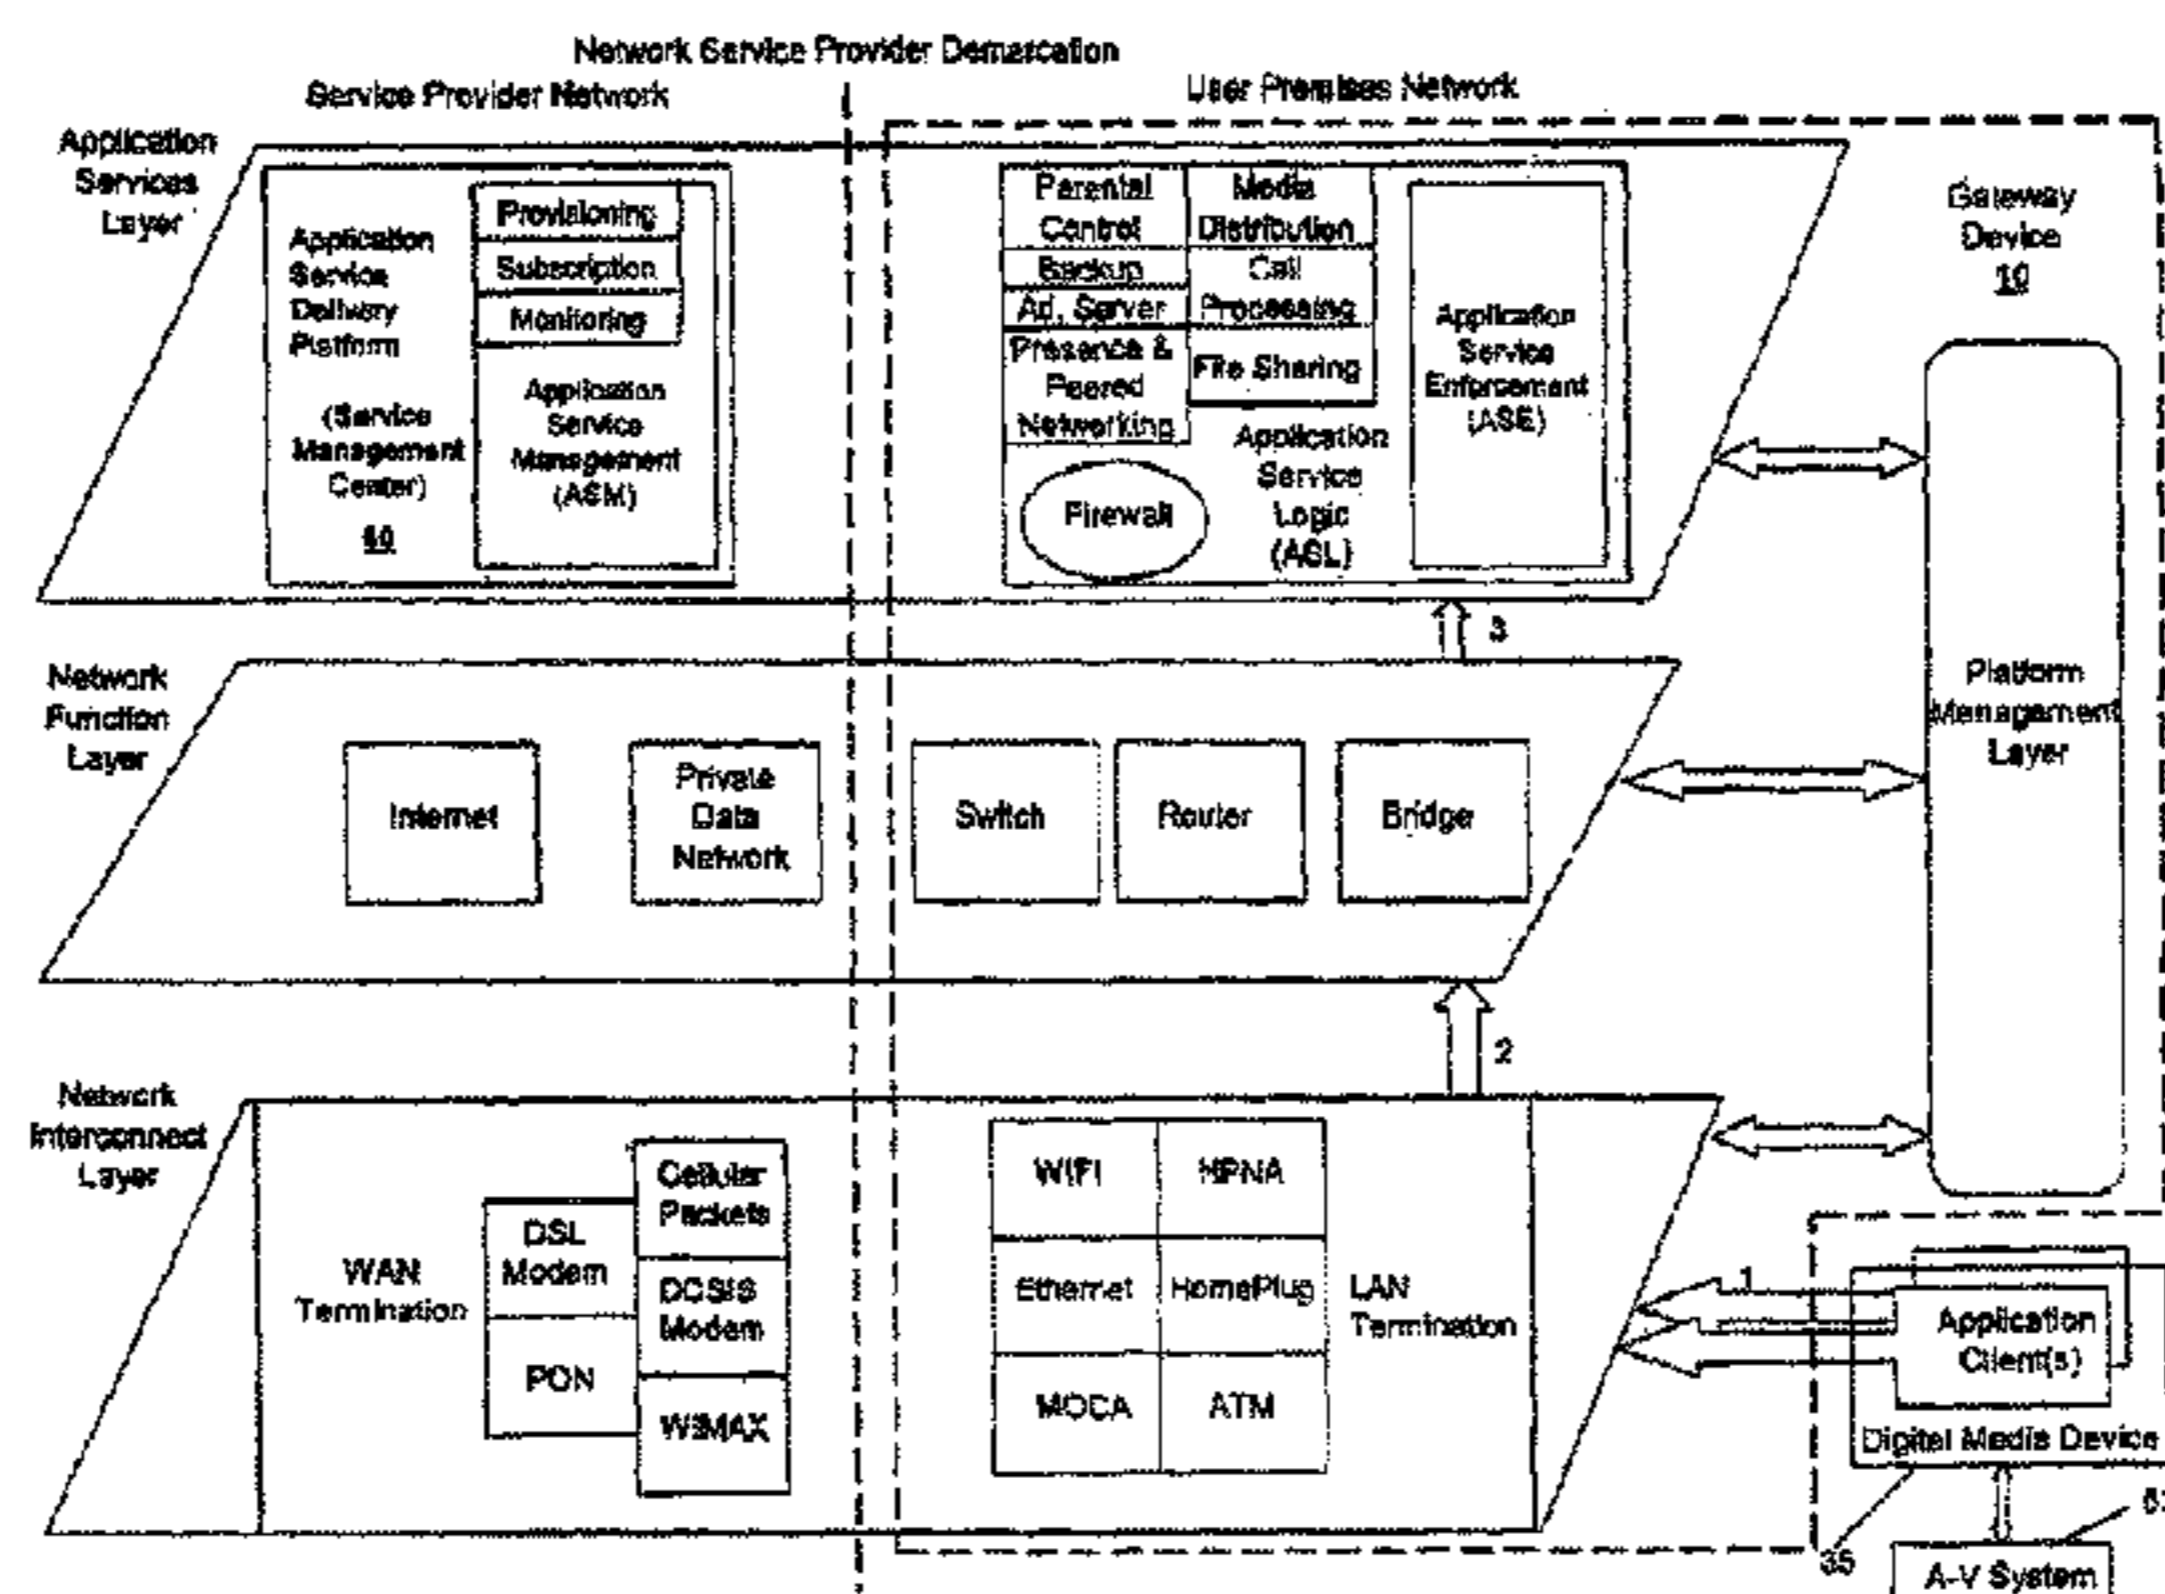 Network Service Provider Demarcation
Service Provider Network
User Premises Network
Application
Services
Layer
Application
Service
Delivery
Platform
(Service
Management
Center)
Provisioning
Subscription
Monitoring
Application
Service
Management
(ASM)
Parental
Control
Backup
Ad. Server
Presence &
Peered
Networking
Media
Distribution
Call
Processing
File Sharing
Firewall
Application
Service
Logic
(ASL)
Application
Service
Enforcement
(ASE)
Gateway
Device
10
3
Network
Function
Layer
Internet
Private
Data
Network
Switch
Router
Bridge
Platform
Management
Layer
2
Network
Interconnect
Layer
WAN
Termination
DSL
Modem
PON
Cellular
Packets
DCSIS
Modem
WiMAX
WIFI
HPNA
Ethernet
HomePlug
MOCA
ATM
LAN
Termination
1
Application
Client(s)
Digital Media Device
35
A-V System